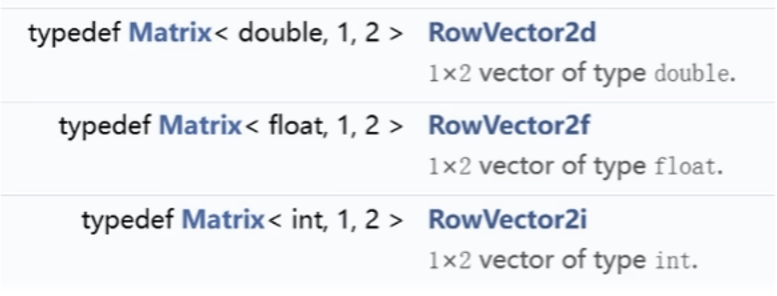 typedef Matrix< double, 1, 2 > RowVector2d
1×2 vector of type double.
typedef Matrix< float, 1, 2 > RowVector2f
1×2 vector of type float.
typedef Matrix< int, 1, 2 > RowVector2i
1×2 vector of type int.